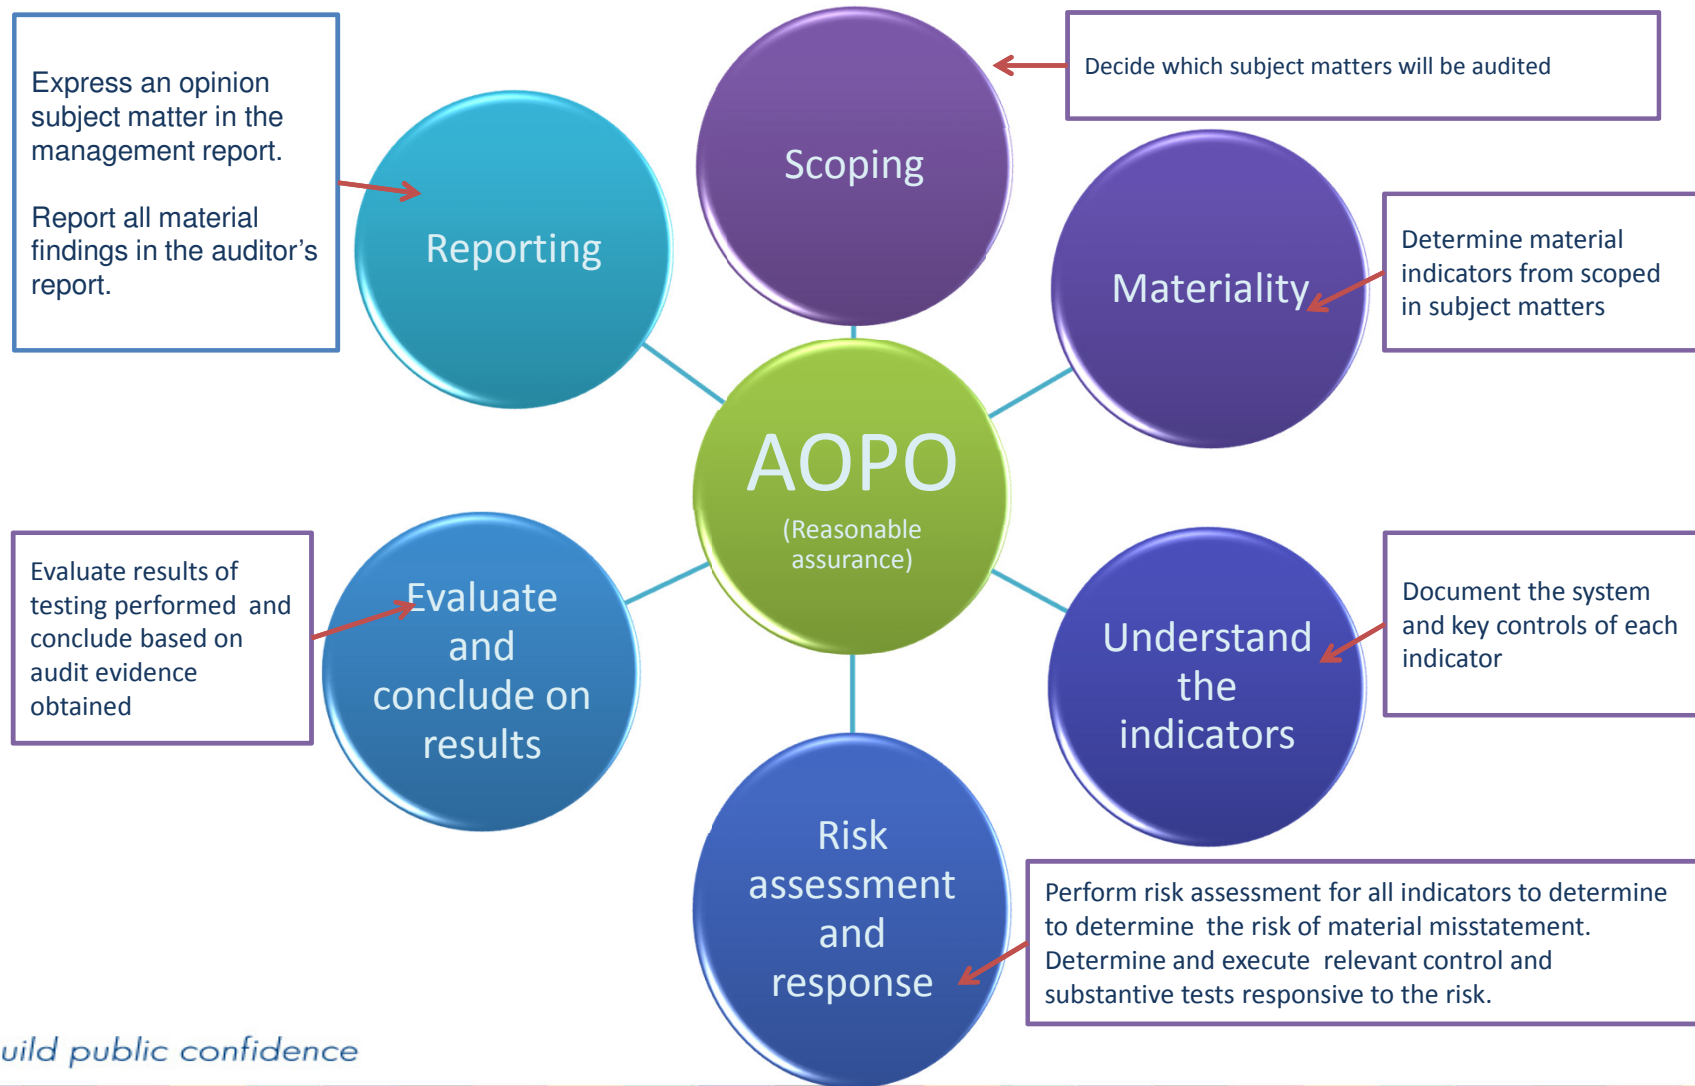 Express an opinion
subject matter in the
management report.
Report all material
findings in the auditor's
report.
Reporting
Scoping
Decide which subject matters will be audited
Materiality
Determine material
indicators from scoped
in subject matters
AOPO
(Reasonable
assurance)
Evaluate results of
testing performed and
conclude based on
audit evidence
obtained
Evaluate
and
conclude on
results
Understand
the
indicators
Document the system
and key controls of each
indicator
Risk
assessment
and
response
Perform risk assessment for all indicators to determine
to determine the risk of material misstatement.
Determine and execute relevant control and
substantive tests responsive to the risk.
uild public confidence